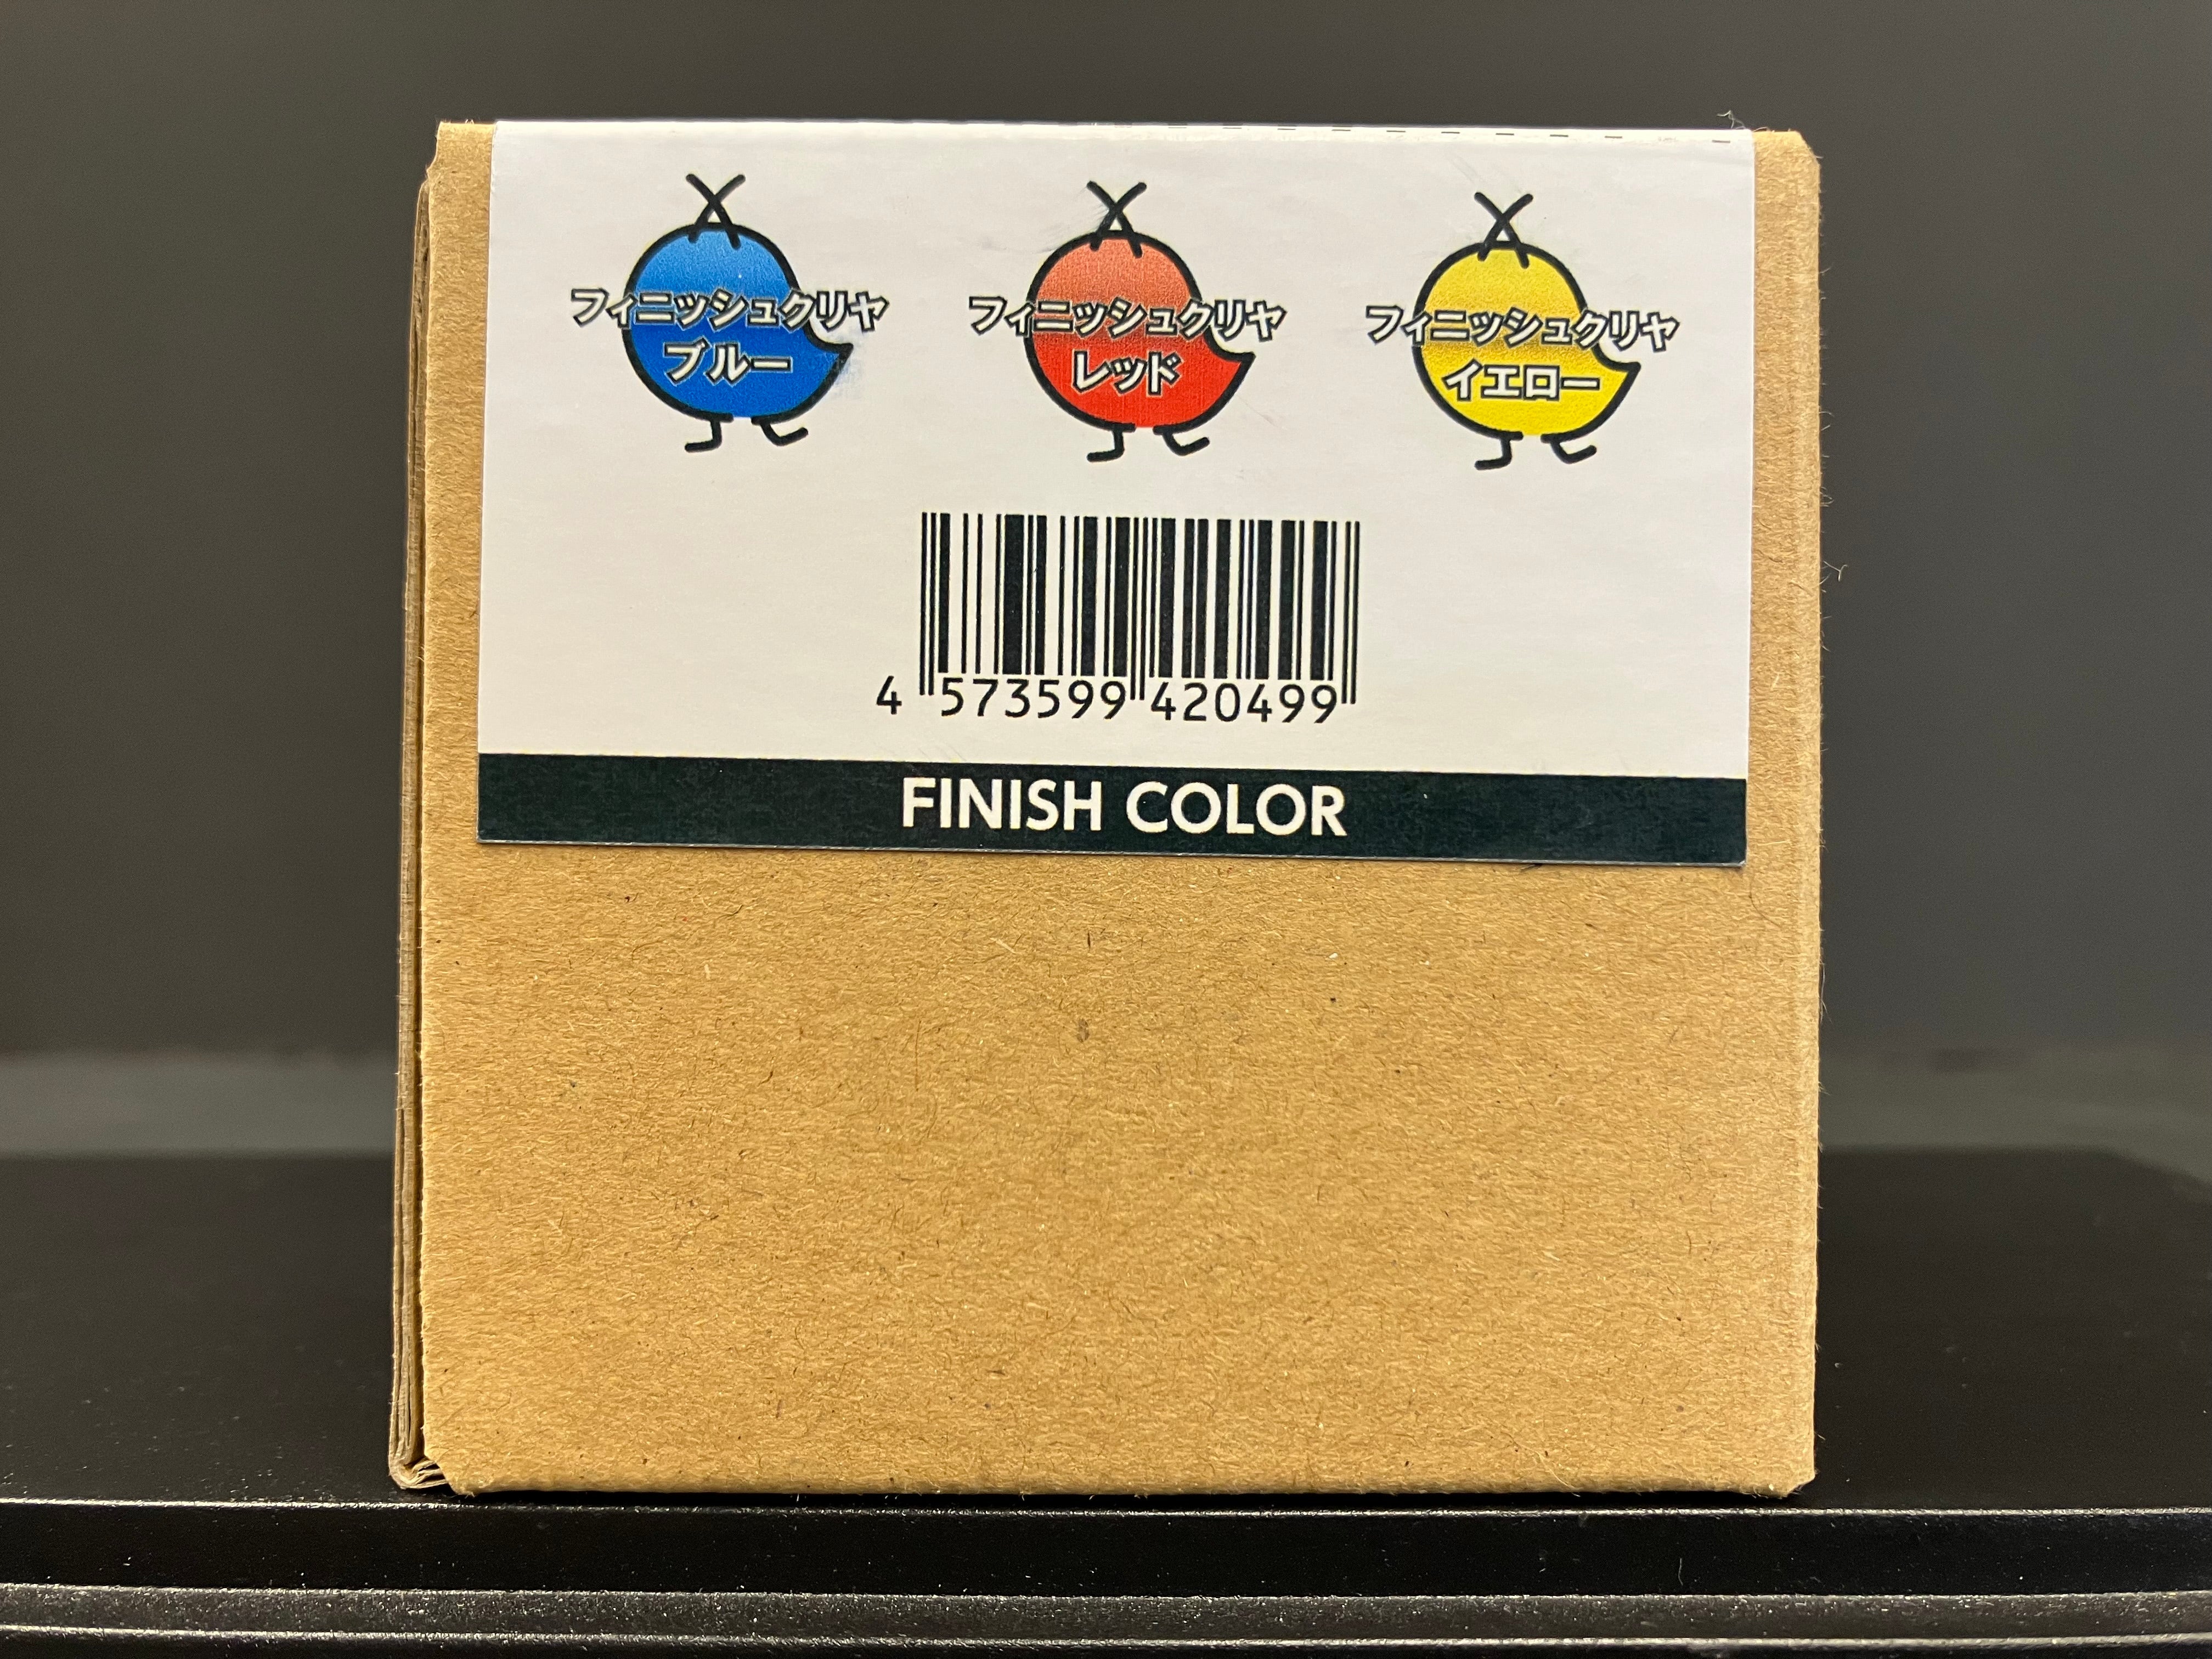 フィニッシュクリヤ
ブルー
フィニッシュクリヤ
レッド
フィニッシュクリヤ
イエロー
4 573599 420499
FINISH COLOR